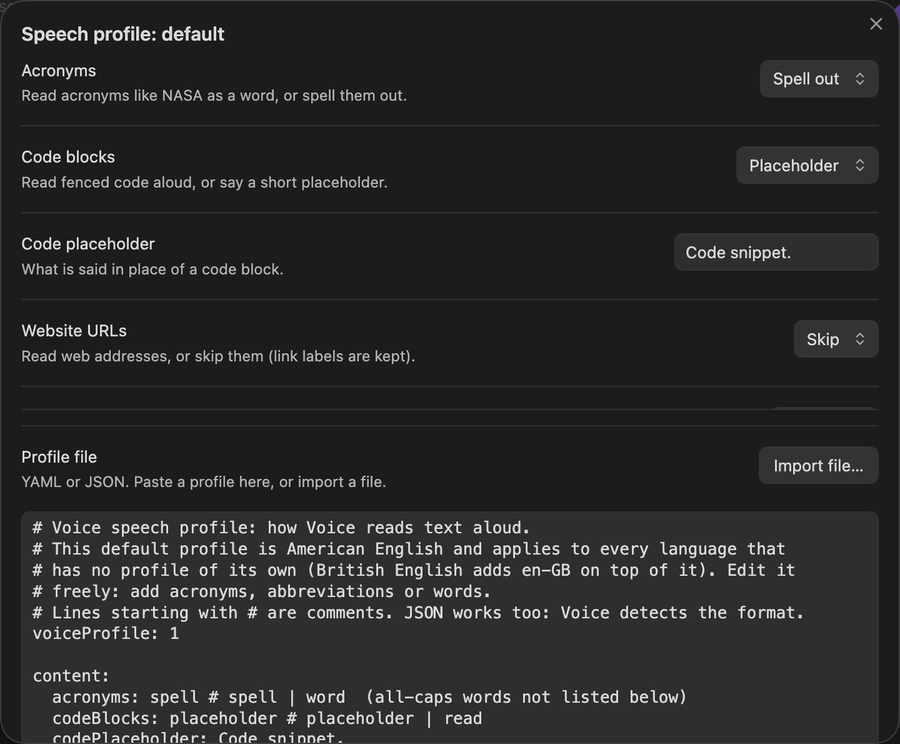 Speech profile: default
Acronyms
Read acronyms like NASA as a word, or spell them out.
Spell out
Code blocks
Read fenced code aloud, or say a short placeholder.
Placeholder
Code placeholder
What is said in place of a code block.
Code snippet.
Website URLs
Read web addresses, or skip them (link labels are kept).
Skip
Profile file
YAML or JSON. Paste a profile here, or import a file.
Import file...
# Voice speech profile: how Voice reads text aloud.
# This default profile is American English and applies to every language that
# has no profile of its own (British English adds en-GB on top of it). Edit it
# freely: add acronyms, abbreviations or words.
# Lines starting with # are comments. JSON works too: Voice detects the format.
voiceProfile: 1
content:
  acronyms: spell # spell | word  (all-caps words not listed below)
  codeBlocks: placeholder # placeholder | read
  codePlaceholder: Code snippet.